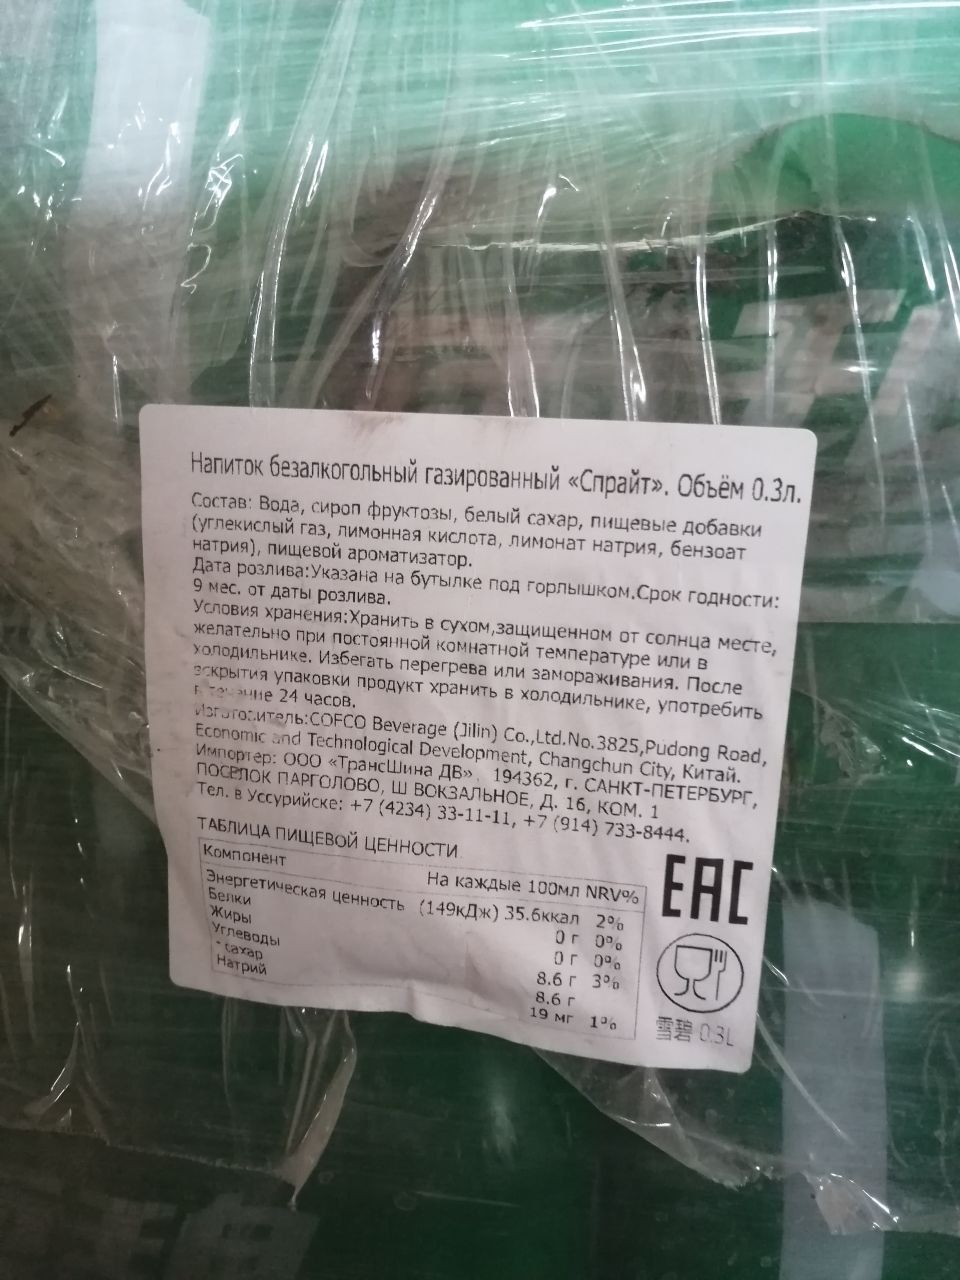 Напиток безалкогольный газированный «Спрайт». Объём 0.3л.
Состав: Вода, сироп фруктозы, белый сахар, пищевые добавки
(углекислый газ, лимонная кислота, лимонат натрия, бензоат
натрия), пищевой ароматизатор.
Дата розлива:Указана на бутылке под горлышком.Срок годности:
9 мес. от даты розлива.
Условия хранения:Хранить в сухом,защищенном от солнца месте,
желательно при постоянной комнатной температуре или в
холодильнике. Избегать перегрева или замораживания. После
вскрытия упаковки продукт хранить в холодильнике, употребить
в течение 24 часов.
Изготовитель:COFCO Beverage (Jilin) Co.,Ltd.No.3825,Pudong Road,
Economic and Technological Development, Changchun City, Китай.
Импортер: ООО «ТрансШина ДВ», 194362, г. САНКТ-ПЕТЕРБУРГ,
ПОСЕЛОК ПАРГОЛОВО, Ш ВОКЗАЛЬНОЕ, Д. 16, КОМ. 1
Тел. в Уссурийске: +7 (4234) 33-11-11, +7 (914) 733-8444.
ТАБЛИЦА ПИЩЕВОЙ ЦЕННОСТИ
Компонент На каждые 100мл NRV%
Энергетическая ценность (149кДж) 35.6ккал 2%
Белки 0 г 0%
Жиры 0 г 0%
Углеводы 8.6 г 3%
- сахар 8.6 г
Натрий 19 мг 1%
EAC
雪碧 0.3L